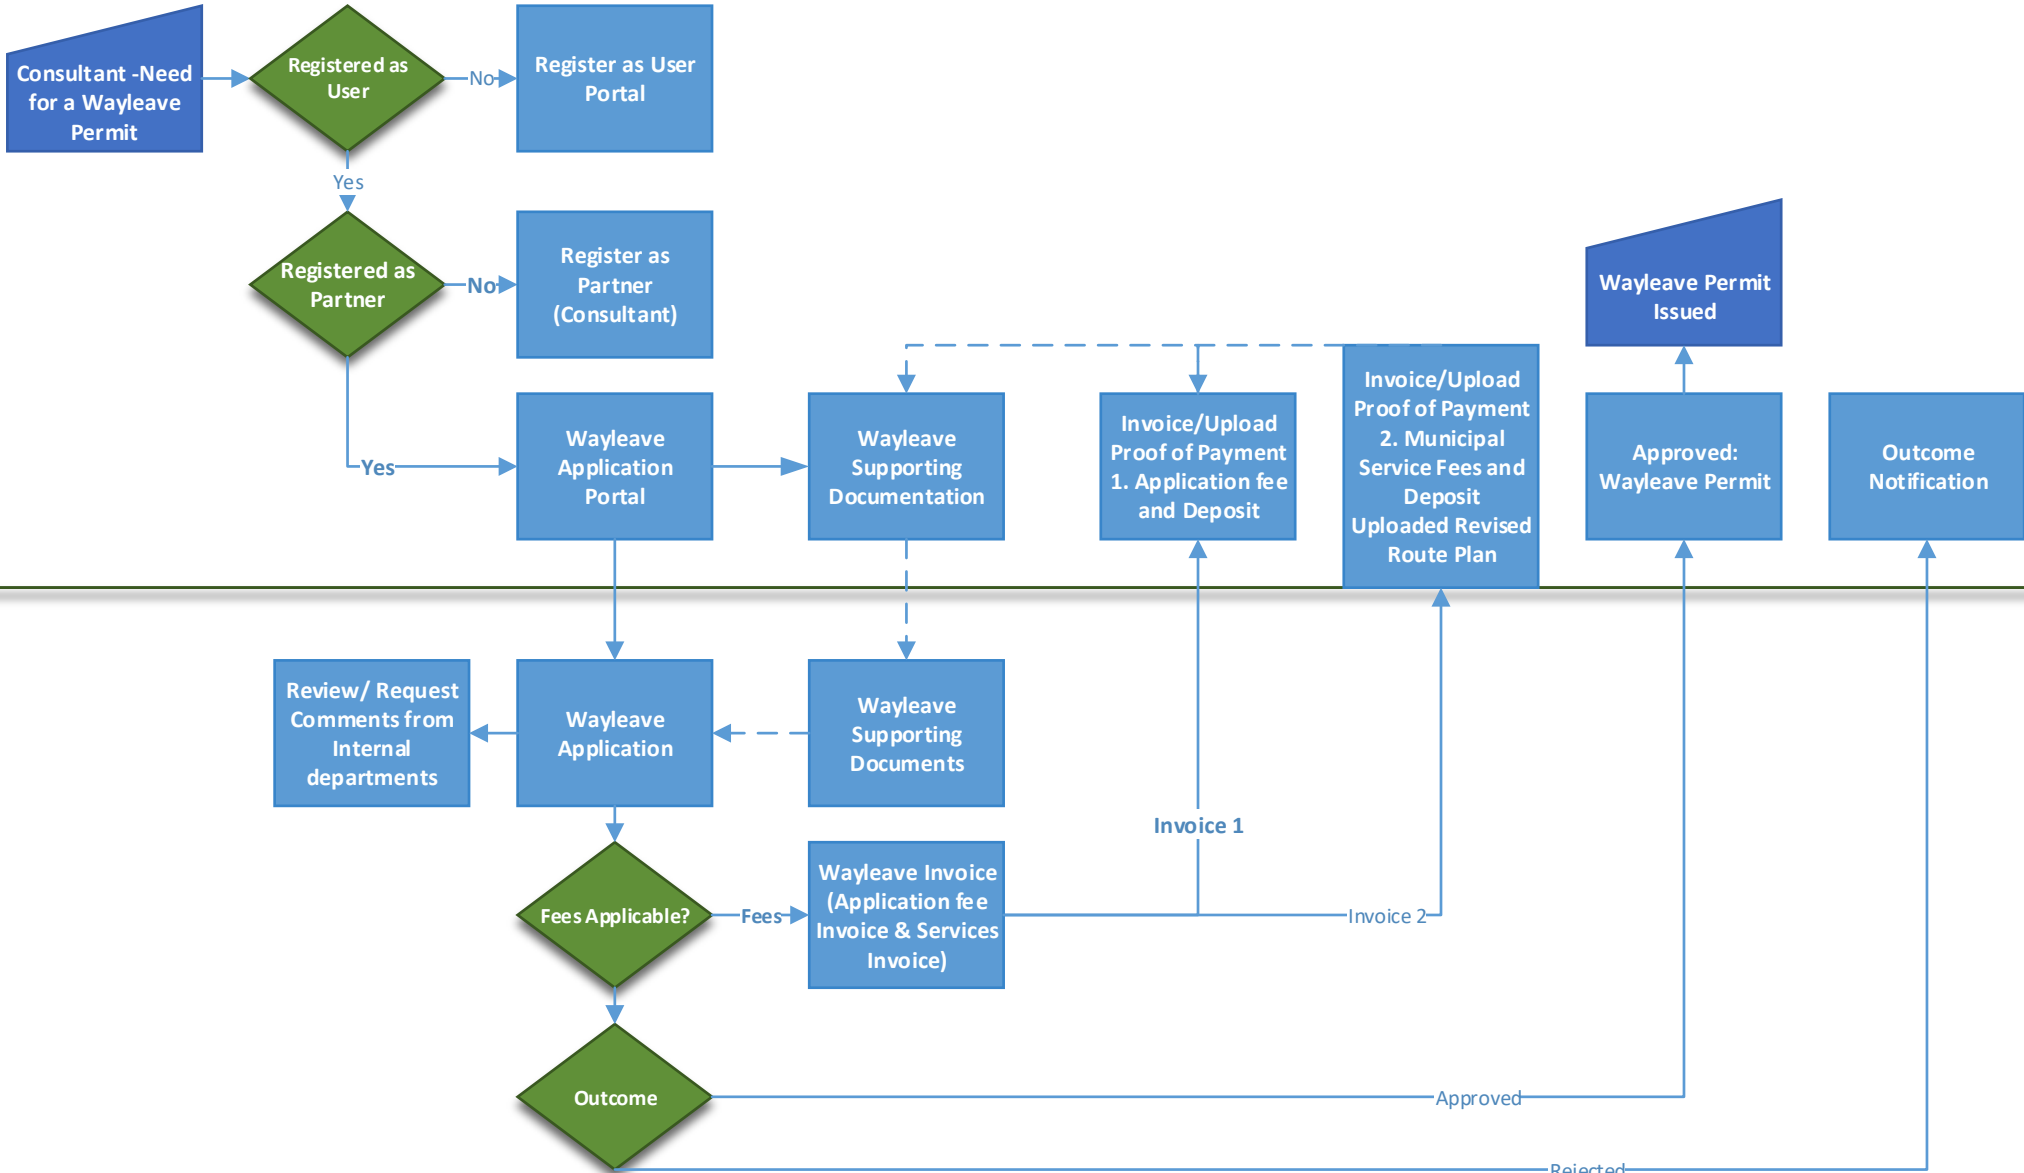 Consultant -Need
for a Wayleave
Permit
Registered as
User
No
Register as User
Portal
Yes
Registered as
Partner
No
Register as
Partner
(Consultant)
Wayleave Permit
Issued
Yes
Wayleave
Application
Portal
Wayleave
Supporting
Documentation
Invoice/Upload
Proof of Payment
1. Application fee
and Deposit
Invoice/Upload
Proof of Payment
2. Municipal
Service Fees and
Deposit
Uploaded Revised
Route Plan
Approved:
Wayleave Permit
Outcome
Notification
Review/ Request
Comments from
Internal
departments
Wayleave
Application
Wayleave
Supporting
Documents
Invoice 1
Fees Applicable?
Fees
Wayleave Invoice
(Application fee
Invoice & Services
Invoice)
Invoice 2
Outcome
Approved
Rejected